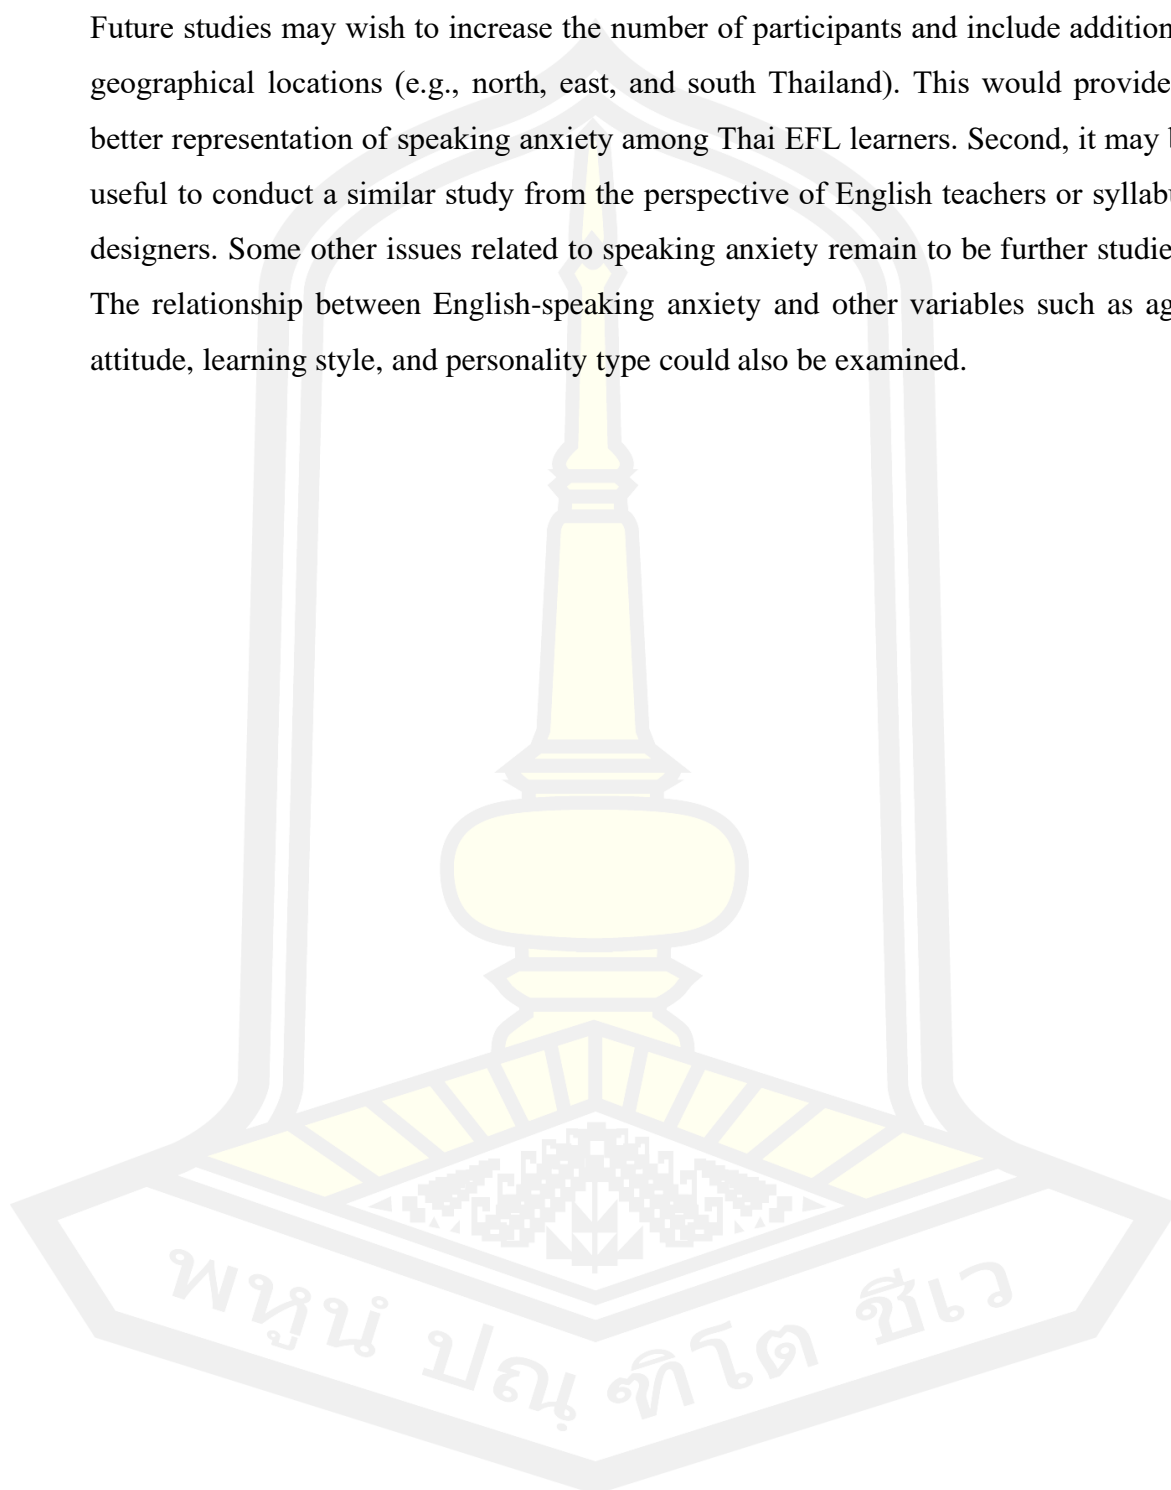 Future studies may wish to increase the number of participants and include addition
geographical locations (e.g., north, east, and south Thailand). This would provide
better representation of speaking anxiety among Thai EFL learners. Second, it may b
useful to conduct a similar study from the perspective of English teachers or syllabu
designers. Some other issues related to speaking anxiety remain to be further studie
The relationship between English-speaking anxiety and other variables such as ag
attitude, learning style, and personality type could also be examined.
พหูนํ ปณฺฑิโต ชีเว